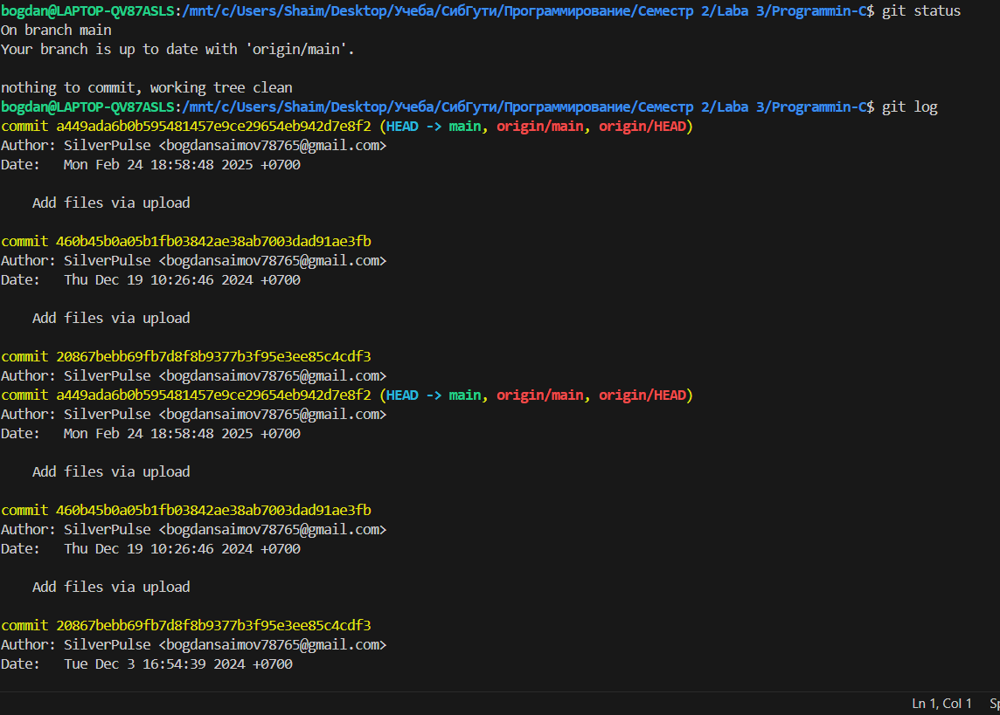 bogdan@LAPTOP-QV87ASLS:/mnt/c/Users/Shaim/Desktop/Учеба/СибГути/Программирование/Семестр 2/Laba 3/Programmin-C$ git status
On branch main
Your branch is up to date with 'origin/main'.
nothing to commit, working tree clean
bogdan@LAPTOP-QV87ASLS:/mnt/c/Users/Shaim/Desktop/Учеба/СибГути/Программирование/Семестр 2/Laba 3/Programmin-C$ git log
commit a449ada6b0b595481457e9ce29654eb942d7e8f2 (HEAD -> main, origin/main, origin/HEAD)
Author: SilverPulse <bogdansaimov78765@gmail.com>
Date:   Mon Feb 24 18:58:48 2025 +0700
Add files via upload
commit 460b45b0a05b1fb03842ae38ab7003dad91ae3fb
Author: SilverPulse <bogdansaimov78765@gmail.com>
Date:   Thu Dec 19 10:26:46 2024 +0700
Add files via upload
commit 20867bebb69fb7d8f8b9377b3f95e3ee85c4cdf3
Author: SilverPulse <bogdansaimov78765@gmail.com>
commit a449ada6b0b595481457e9ce29654eb942d7e8f2 (HEAD -> main, origin/main, origin/HEAD)
Author: SilverPulse <bogdansaimov78765@gmail.com>
Date:   Mon Feb 24 18:58:48 2025 +0700
Add files via upload
commit 460b45b0a05b1fb03842ae38ab7003dad91ae3fb
Author: SilverPulse <bogdansaimov78765@gmail.com>
Date:   Thu Dec 19 10:26:46 2024 +0700
Add files via upload
commit 20867bebb69fb7d8f8b9377b3f95e3ee85c4cdf3
Author: SilverPulse <bogdansaimov78765@gmail.com>
Date:   Tue Dec 3 16:54:39 2024 +0700
Ln 1, Col 1